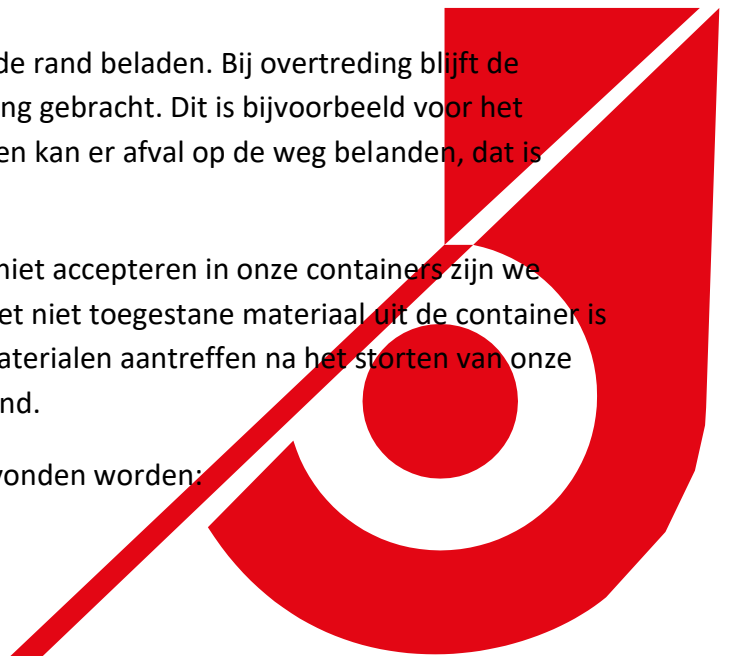 de rand beladen. Bij overtreding blijft de
ng gebracht. Dit is bijvoorbeeld voor het
en kan er afval op de weg belanden, dat is
niet accepteren in onze containers zijn we
et niet toegestane materiaal uit de container is
aterialen aantreffen na het storten van onze
nd.
vonden worden: